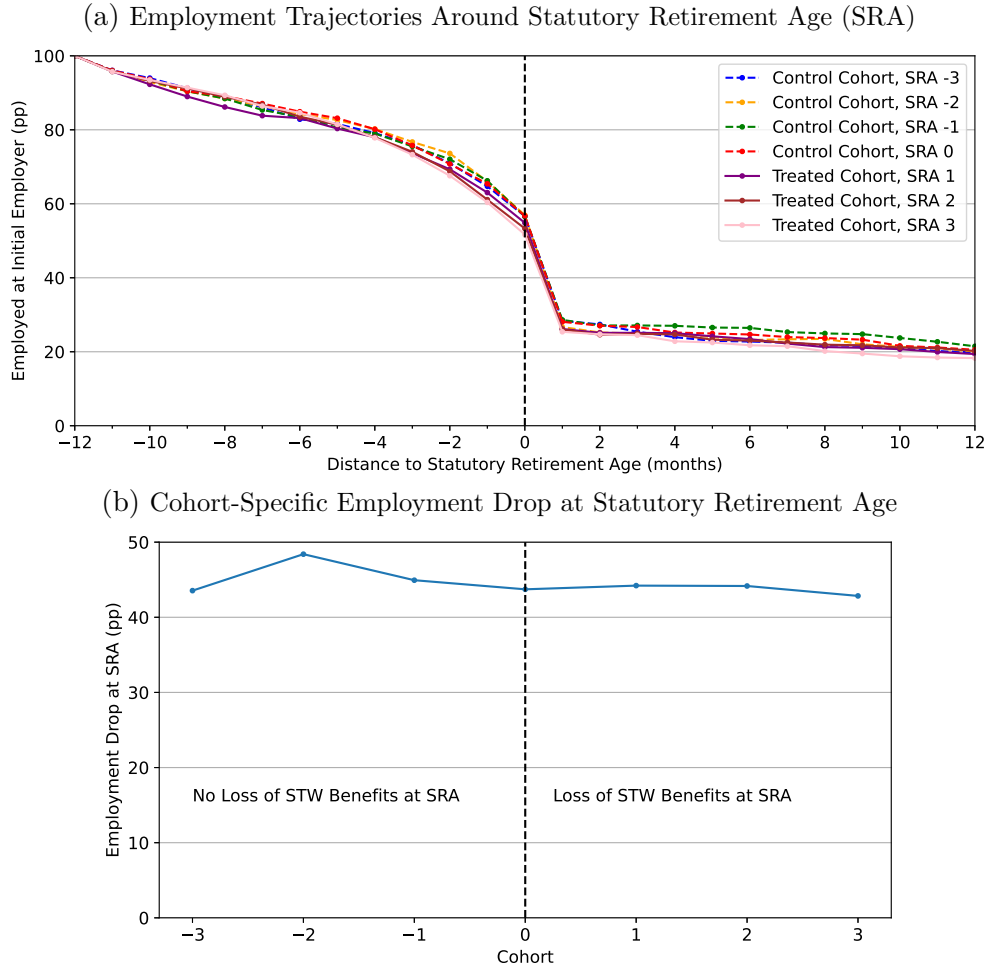 (a) Employment Trajectories Around Statutory Retirement Age (SRA)
100
80
60
40
20
0
Employed at Initial Employer (pp)
Control Cohort, SRA -3
Control Cohort, SRA -2
Control Cohort, SRA -1
Control Cohort, SRA 0
Treated Cohort, SRA 1
Treated Cohort, SRA 2
Treated Cohort, SRA 3
−12 −10 −8 −6 −4 −2 0 2 4 6 8 10 12
Distance to Statutory Retirement Age (months)
(b) Cohort-Specific Employment Drop at Statutory Retirement Age
50
40
30
20
10
0
Employment Drop at SRA (pp)
No Loss of STW Benefits at SRA
Loss of STW Benefits at SRA
−3 −2 −1 0 1 2 3
Cohort